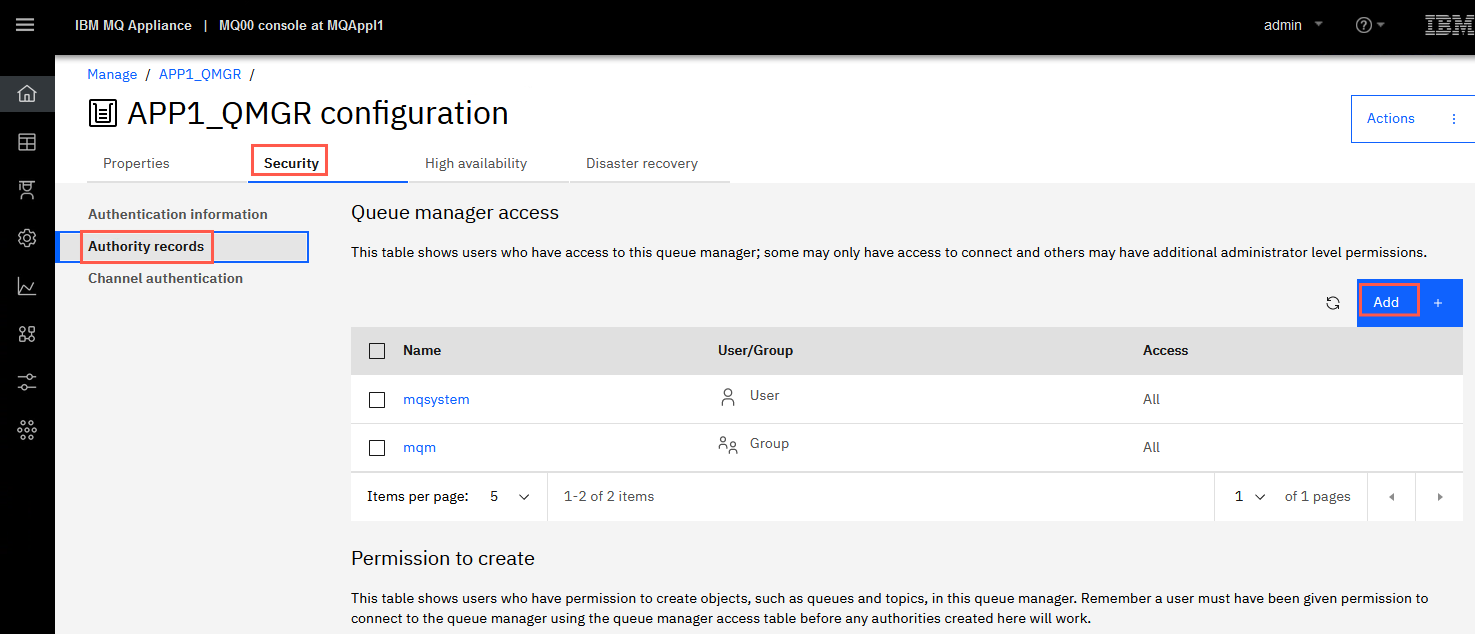 IBM MQ Appliance | MQ00 console at MQAppl1
admin
IBM
Manage / APP1_QMGR /
APP1_QMGR configuration
Actions
Properties
Security
High availability
Disaster recovery
Authentication information
Authority records
Channel authentication
Queue manager access
This table shows users who have access to this queue manager; some may only have access to connect and others may have additional administrator level permissions.
Add +
Name User/Group Access
mqsystem User All
mqm Group All
Items per page: 5 1-2 of 2 items 1 of 1 pages
Permission to create
This table shows users who have permission to create objects, such as queues and topics, in this queue manager. Remember a user must have been given permission to
connect to the queue manager using the queue manager access table before any authorities created here will work.